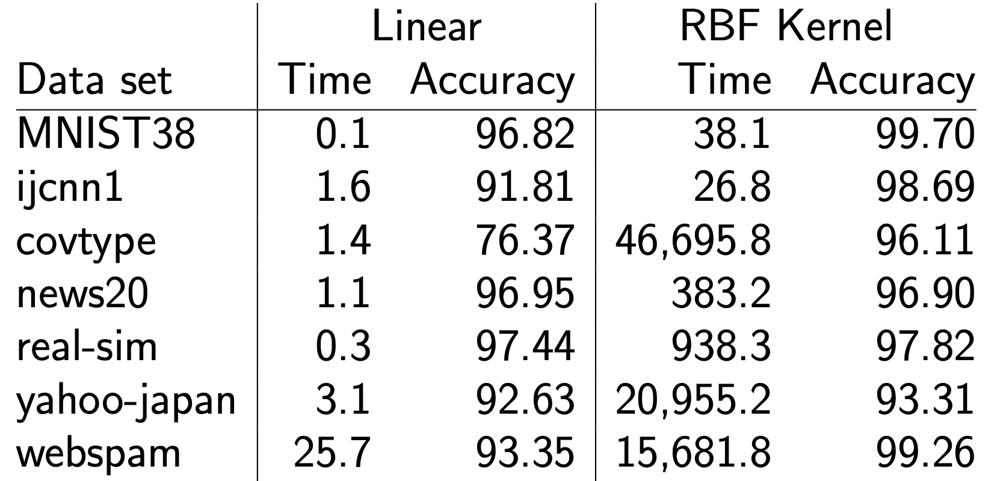 Linear RBF Kernel
Data set Time Accuracy Time Accuracy
MNIST38 0.1 96.82 38.1 99.70
ijcnn1 1.6 91.81 26.8 98.69
covtype 1.4 76.37 46,695.8 96.11
news20 1.1 96.95 383.2 96.90
real-sim 0.3 97.44 938.3 97.82
yahoo-japan 3.1 92.63 20,955.2 93.31
webspam 25.7 93.35 15,681.8 99.26